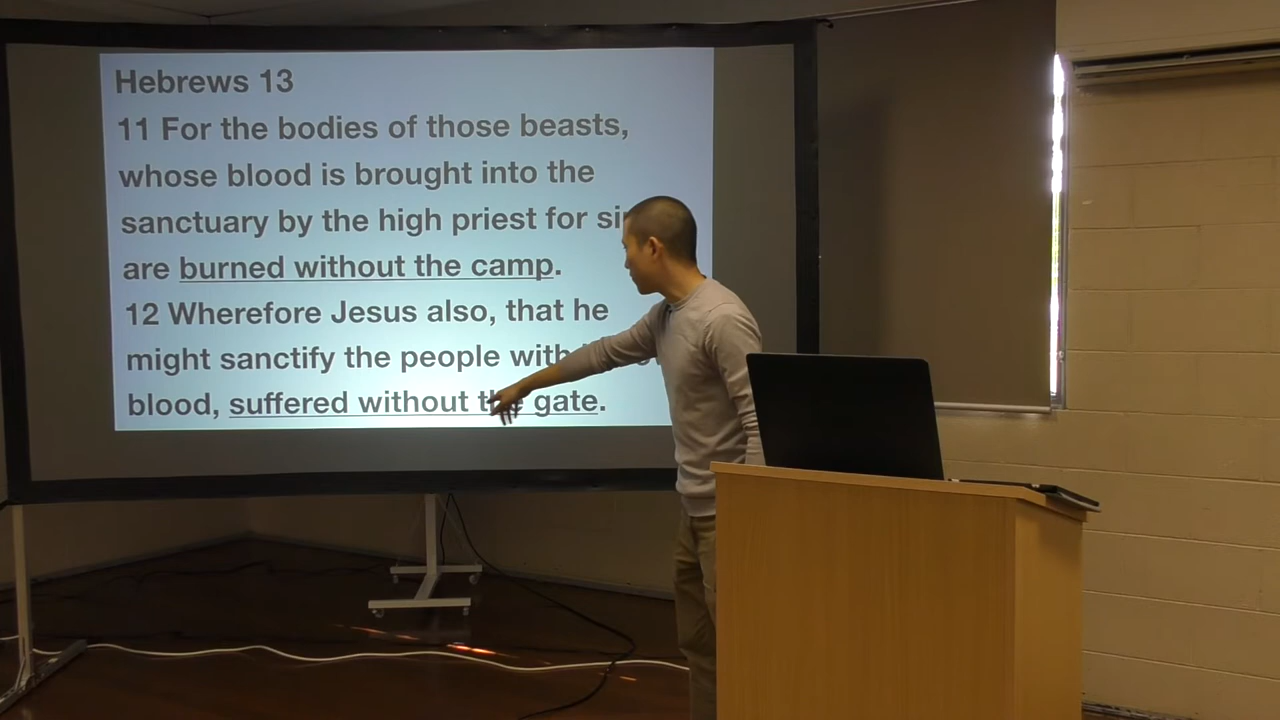 Hebrews 13
11 For the bodies of those beasts,
whose blood is brought into the
sanctuary by the high priest for
are burned without the camp.
12 Wherefore Jesus also, that he
might sanctify the people with
blood, suffered without the gate.